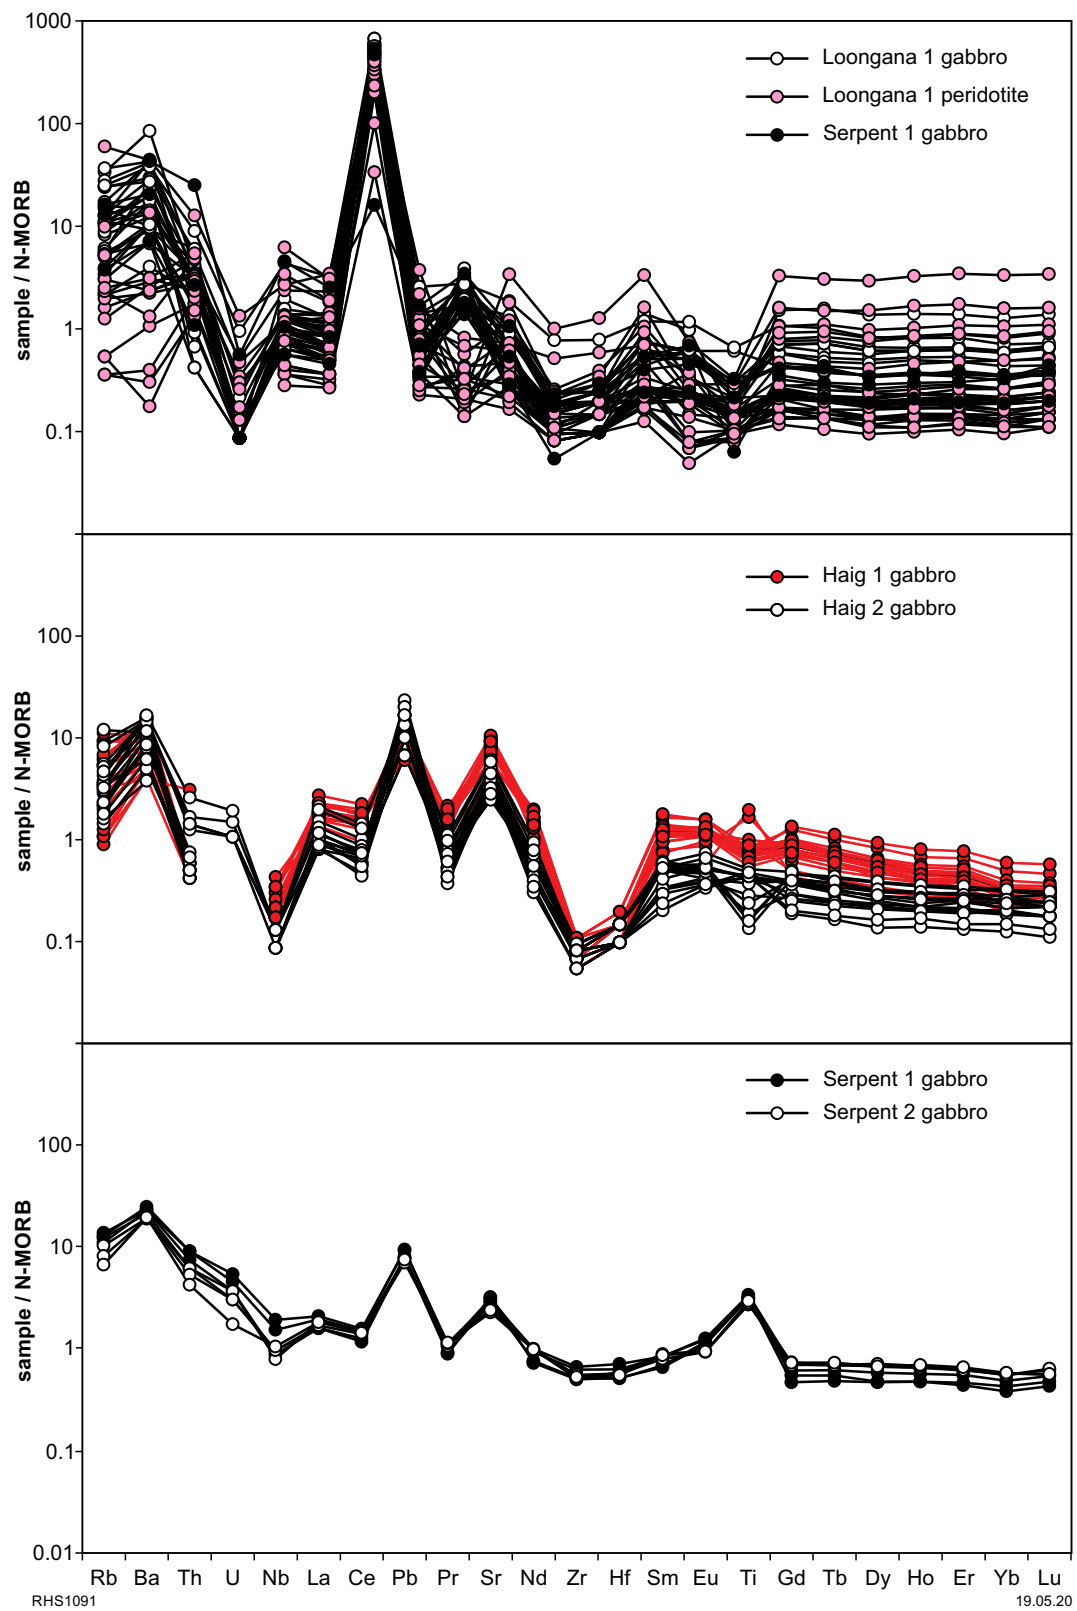 1000
100
10
1
0.1
sample / N-MORB
Loongana 1 gabbro
Loongana 1 peridotite
Serpent 1 gabbro
100
10
1
0.1
sample / N-MORB
Haig 1 gabbro
Haig 2 gabbro
100
10
1
0.1
0.01
sample / N-MORB
Serpent 1 gabbro
Serpent 2 gabbro
Rb Ba Th U Nb La Ce Pb Pr Sr Nd Zr Hf Sm Eu Ti Gd Tb Dy Ho Er Yb Lu
RHS1091
19.05.20